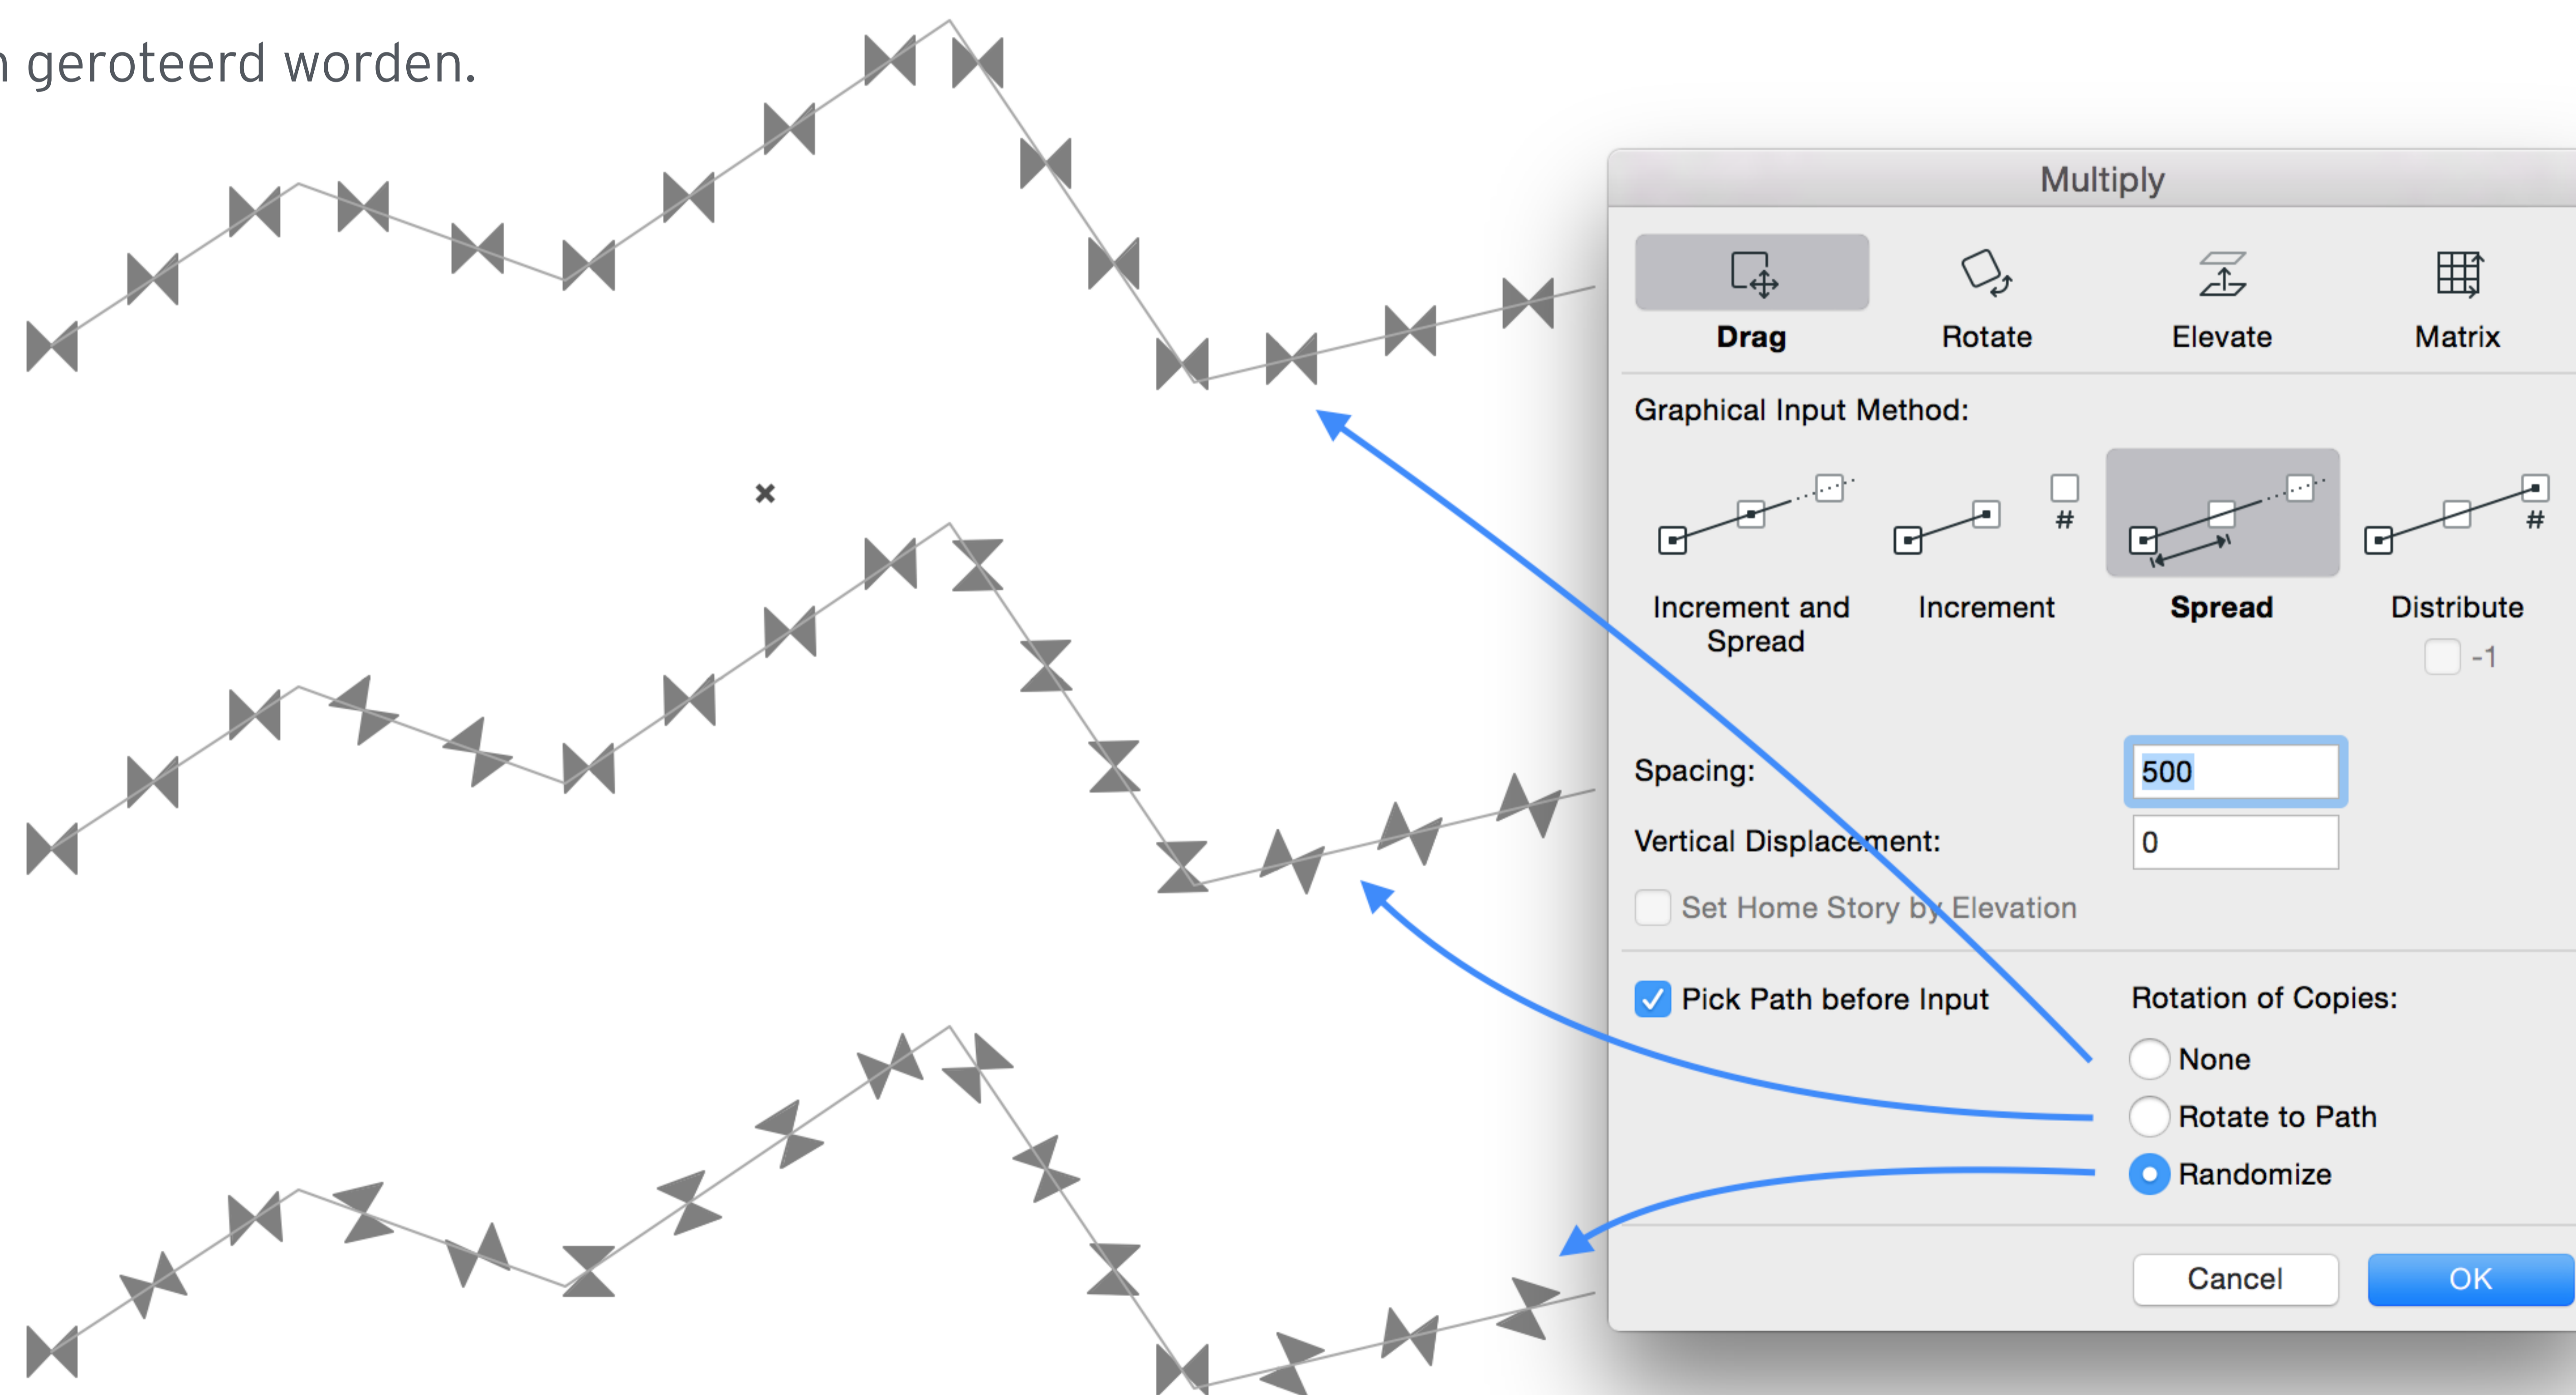 geroteerd worden.
Multiply
Drag Rotate Elevate Matrix
Graphical Input Method:
# #
Increment and Spread Increment Spread Distribute
-1
Spacing: 500
Vertical Displacement: 0
Set Home Story by Elevation
Pick Path before Input
Rotation of Copies:
None
Rotate to Path
Randomize
Cancel OK